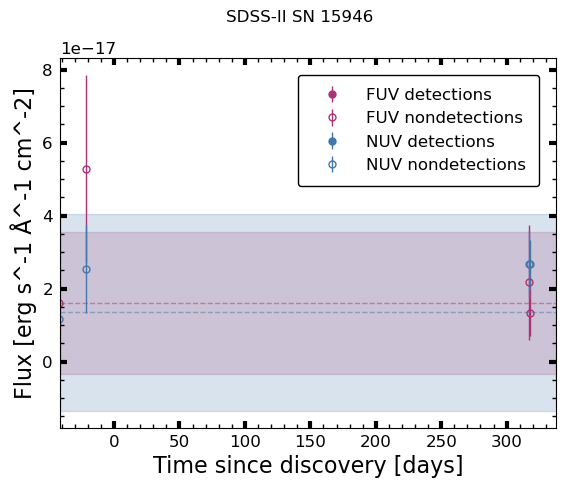 SDSS-II SN 15946
1e−17
8
6
4
2
0
Flux [erg s^-1 Å^-1 cm^-2]
FUV detections
FUV nondetections
NUV detections
NUV nondetections
0 50 100 150 200 250 300
Time since discovery [days]